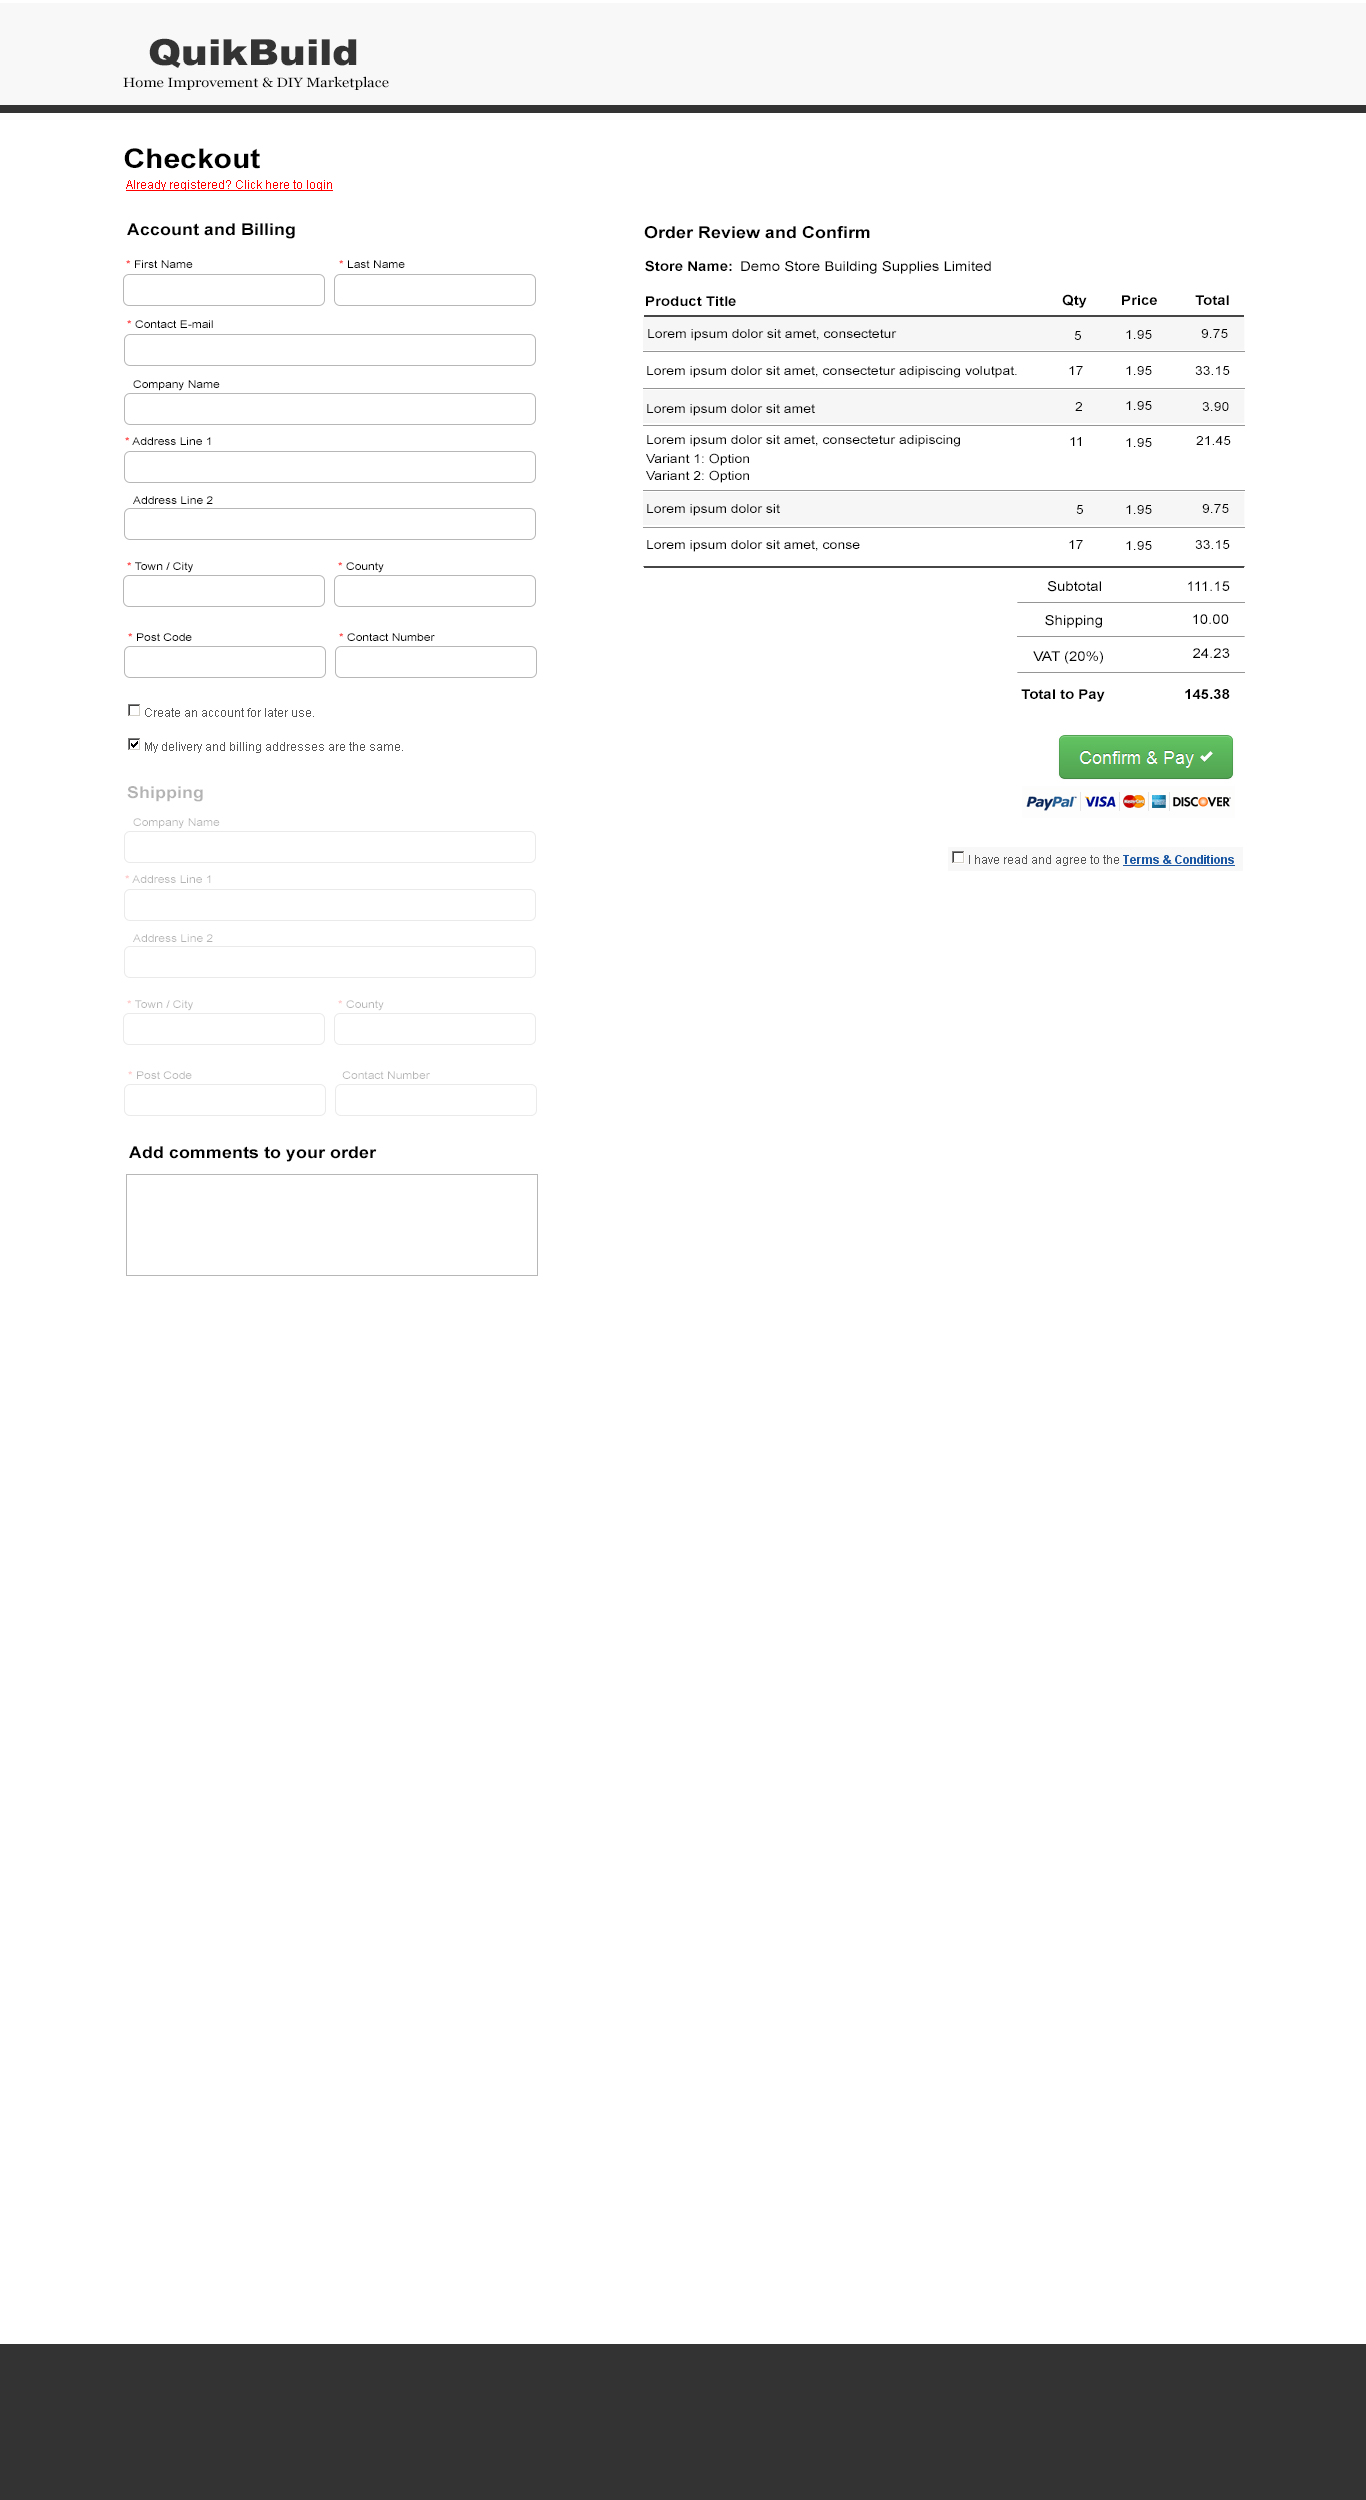 QuikBuild
Home Improvement & DIY Marketplace
Checkout
Already registered? Click here to login
Account and Billing
* First Name * Last Name
* Contact E-mail
Company Name
* Address Line 1
Address Line 2
* Town / City * County
* Post Code * Contact Number
Create an account for later use.
My delivery and billing addresses are the same.
Shipping
Company Name
* Address Line 1
Address Line 2
* Town / City * County
* Post Code Contact Number
Add comments to your order
Order Review and Confirm
Store Name: Demo Store Building Supplies Limited
Product Title Qty Price Total
Lorem ipsum dolor sit amet, consectetur 5 1.95 9.75
Lorem ipsum dolor sit amet, consectetur adipiscing volutpat. 17 1.95 33.15
Lorem ipsum dolor sit amet 2 1.95 3.90
Lorem ipsum dolor sit amet, consectetur adipiscing 11 1.95 21.45
Variant 1: Option
Variant 2: Option
Lorem ipsum dolor sit 5 1.95 9.75
Lorem ipsum dolor sit amet, conse 17 1.95 33.15
Subtotal 111.15
Shipping 10.00
VAT (20%) 24.23
Total to Pay 145.38
Confirm & Pay
PayPal VISA MasterCard DISCOVER
I have read and agree to the Terms & Conditions